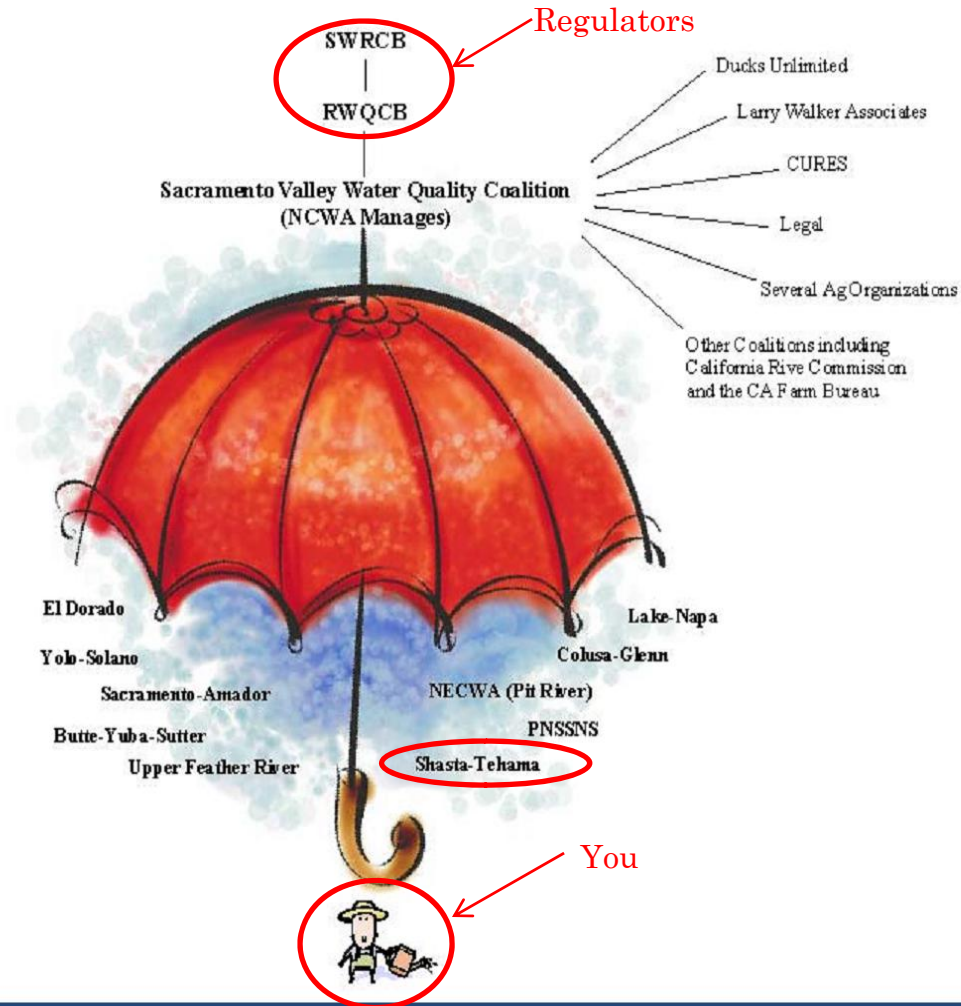 Regulators
SWRCB
RWQCB
Sacramento Valley Water Quality Coalition
(NCWA Manages)
Ducks Unlimited
Larry Walker Associates
CURES
Legal
Several Ag Organizations
Other Coalitions including
California Rive Commission
and the CA Farm Bureau
El Dorado
Yolo-Solano
Sacramento-Amador
Butte-Yuba-Sutter
Upper Feather River
Lake-Napa
Colusa-Glenn
NECWA (Pit River)
PNSSNS
Shasta-Tehama
You